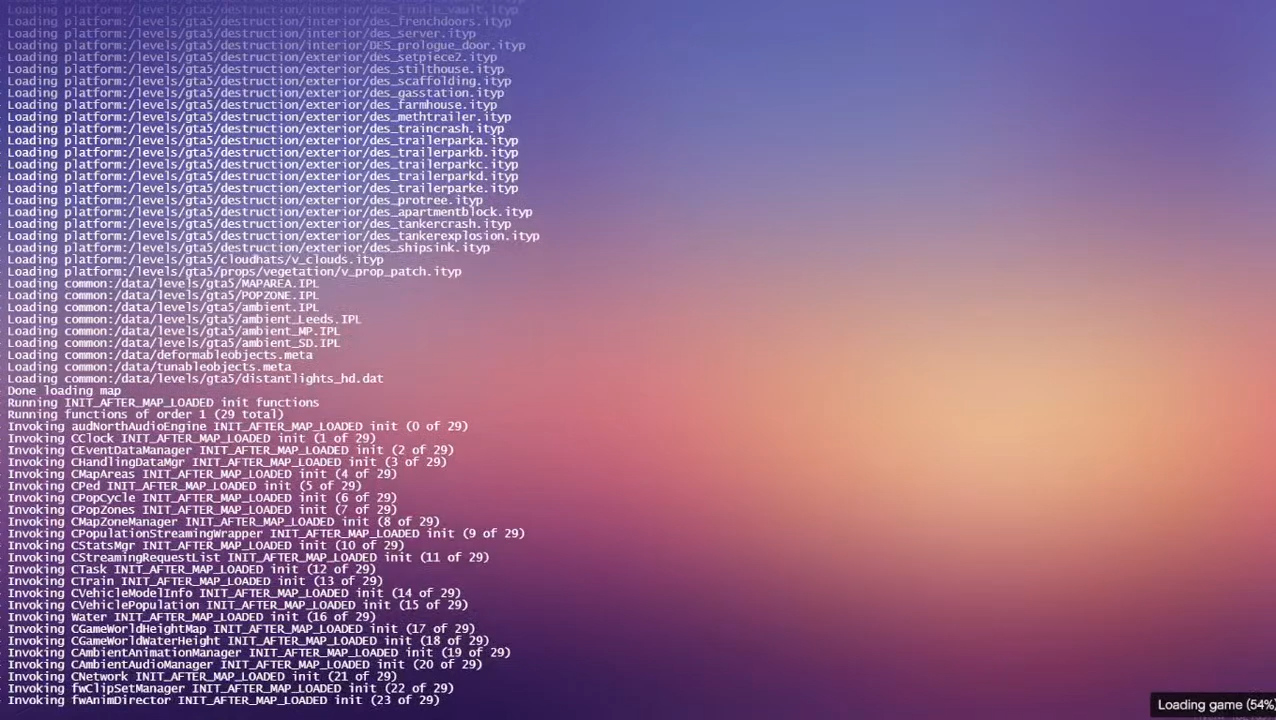 Loading platform:/levels/gta5/destruction/interior/des_finale_vault.ityp
Loading platform:/levels/gta5/destruction/interior/des_frenchdoors.ityp
Loading platform:/levels/gta5/destruction/interior/des_server.ityp
Loading platform:/levels/gta5/destruction/interior/DES_prologue_door.ityp
Loading platform:/levels/gta5/destruction/exterior/des_setpiece2.ityp
Loading platform:/levels/gta5/destruction/exterior/des_stilthouse.ityp
Loading platform:/levels/gta5/destruction/exterior/des_scaffolding.ityp
Loading platform:/levels/gta5/destruction/exterior/des_gasstation.ityp
Loading platform:/levels/gta5/destruction/exterior/des_farmhouse.ityp
Loading platform:/levels/gta5/destruction/exterior/des_methtrailer.ityp
Loading platform:/levels/gta5/destruction/exterior/des_traincrash.ityp
Loading platform:/levels/gta5/destruction/exterior/des_trailerparka.ityp
Loading platform:/levels/gta5/destruction/exterior/des_trailerparkb.ityp
Loading platform:/levels/gta5/destruction/exterior/des_trailerparkc.ityp
Loading platform:/levels/gta5/destruction/exterior/des_trailerparkd.ityp
Loading platform:/levels/gta5/destruction/exterior/des_trailerparke.ityp
Loading platform:/levels/gta5/destruction/exterior/des_protree.ityp
Loading platform:/levels/gta5/destruction/exterior/des_apartmentblock.ityp
Loading platform:/levels/gta5/destruction/exterior/des_tankercrash.ityp
Loading platform:/levels/gta5/destruction/exterior/des_tankerexplosion.ityp
Loading platform:/levels/gta5/destruction/exterior/des_shipsink.ityp
Loading platform:/levels/gta5/cloudhats/v_clouds.ityp
Loading platform:/levels/gta5/props/vegetation/v_prop_patch.ityp
Loading common:/data/levels/gta5/MAPAREA.IPL
Loading common:/data/levels/gta5/POPZONE.IPL
Loading common:/data/levels/gta5/ambient.IPL
Loading common:/data/levels/gta5/ambient_Leeds.IPL
Loading common:/data/levels/gta5/ambient_MP.IPL
Loading common:/data/levels/gta5/ambient_SD.IPL
Loading common:/data/deformableobjects.meta
Loading common:/data/tunableobjects.meta
Loading common:/data/levels/gta5/distantlights_hd.dat
Done loading map
Running INIT_AFTER_MAP_LOADED init functions
Running functions of order 1 (29 total)
Invoking audNorthAudioEngine INIT_AFTER_MAP_LOADED init (0 of 29)
Invoking CClock INIT_AFTER_MAP_LOADED init (1 of 29)
Invoking CEventDataManager INIT_AFTER_MAP_LOADED init (2 of 29)
Invoking CHandlingDataMgr INIT_AFTER_MAP_LOADED init (3 of 29)
Invoking CMapAreas INIT_AFTER_MAP_LOADED init (4 of 29)
Invoking CPed INIT_AFTER_MAP_LOADED init (5 of 29)
Invoking CPopCycle INIT_AFTER_MAP_LOADED init (6 of 29)
Invoking CPopZones INIT_AFTER_MAP_LOADED init (7 of 29)
Invoking CMapZoneManager INIT_AFTER_MAP_LOADED init (8 of 29)
Invoking CPopulationStreamingWrapper INIT_AFTER_MAP_LOADED init (9 of 29)
Invoking CStatsMgr INIT_AFTER_MAP_LOADED init (10 of 29)
Invoking CStreamingRequestList INIT_AFTER_MAP_LOADED init (11 of 29)
Invoking CTask INIT_AFTER_MAP_LOADED init (12 of 29)
Invoking CTrain INIT_AFTER_MAP_LOADED init (13 of 29)
Invoking CVehicleModelInfo INIT_AFTER_MAP_LOADED init (14 of 29)
Invoking CVehiclePopulation INIT_AFTER_MAP_LOADED init (15 of 29)
Invoking Water INIT_AFTER_MAP_LOADED init (16 of 29)
Invoking CGameWorldHeightMap INIT_AFTER_MAP_LOADED init (17 of 29)
Invoking CGameWorldWaterHeight INIT_AFTER_MAP_LOADED init (18 of 29)
Invoking CAmbientAnimationManager INIT_AFTER_MAP_LOADED init (19 of 29)
Invoking CAmbientAudioManager INIT_AFTER_MAP_LOADED init (20 of 29)
Invoking CNetwork INIT_AFTER_MAP_LOADED init (21 of 29)
Invoking fwClipSetManager INIT_AFTER_MAP_LOADED init (22 of 29)
Invoking fwAnimDirector INIT_AFTER_MAP_LOADED init (23 of 29)
Loading game (54%